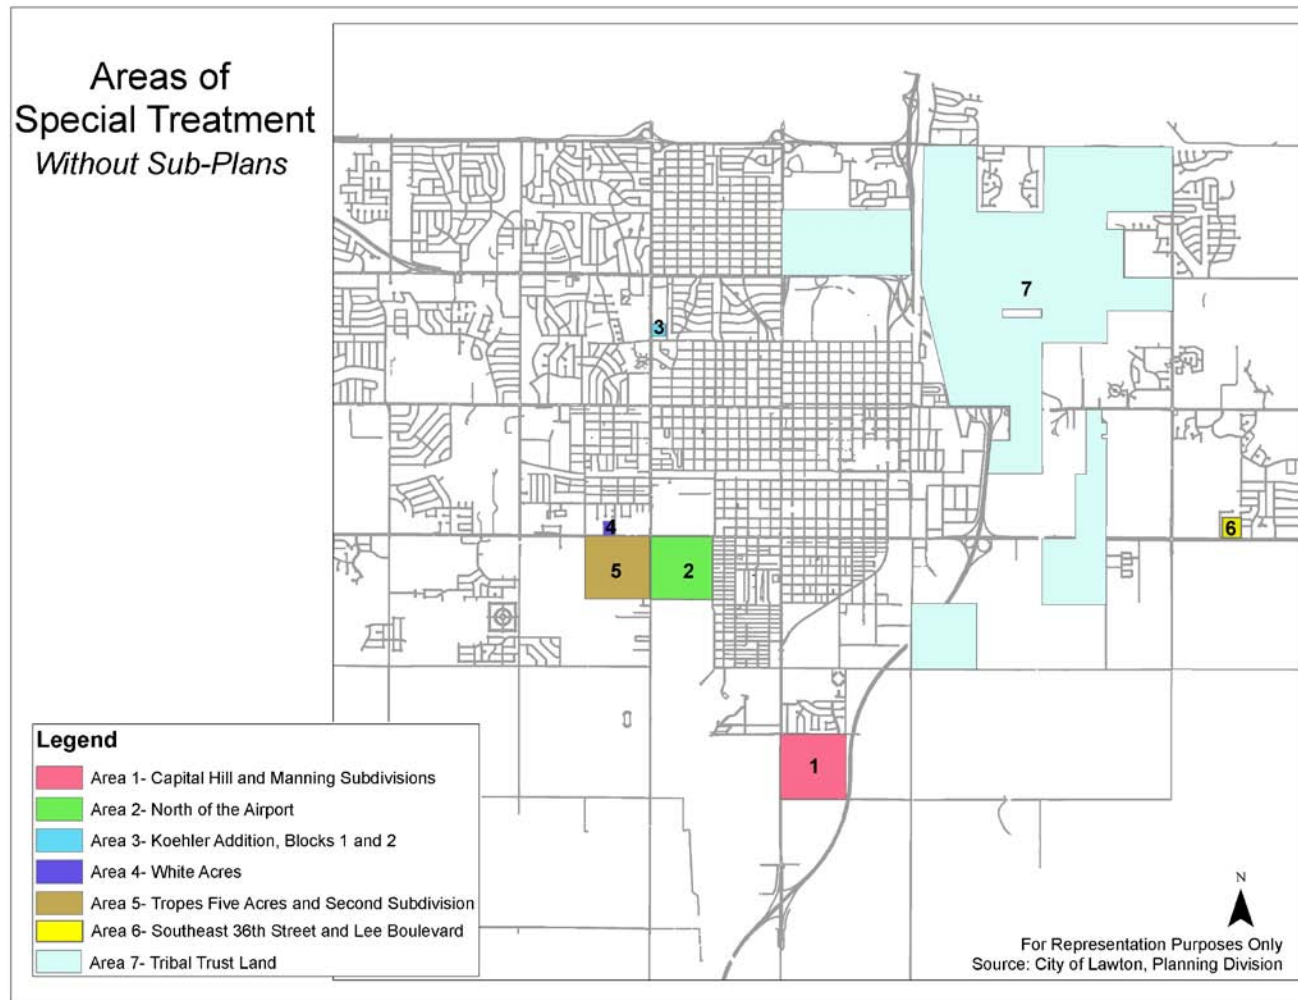 Areas of
Special Treatment
Without Sub-Plans
7
3
4
6
5
2
1
Legend
Area 1- Capital Hill and Manning Subdivisions
Area 2- North of the Airport
Area 3- Koehler Addition, Blocks 1 and 2
Area 4- White Acres
Area 5- Tropes Five Acres and Second Subdivision
Area 6- Southeast 36th Street and Lee Boulevard
Area 7- Tribal Trust Land
N
For Representation Purposes Only
Source: City of Lawton, Planning Division